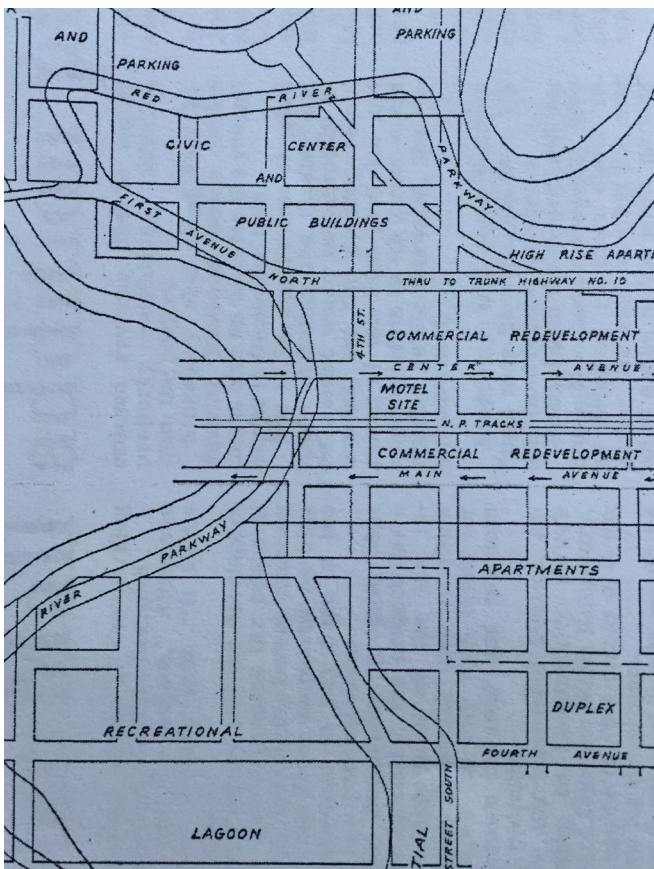 AND
AND
PARKING
PARKING
RED RIVER PARKWAY
CIVIC CENTER
AND
PUBLIC BUILDINGS
FIRST AVENUE NORTH
HIGH RISE APART
THRU TO TRUNK HIGHWAY NO. 10
4TH ST.
COMMERCIAL REDEVELOPMENT
CENTER AVENUE
MOTEL
SITE
N.P. TRACKS
COMMERCIAL REDEVELOPMENT
MAIN AVENUE
RIVER PARKWAY
APARTMENTS
DUPLEX
RECREATIONAL
FOURTH AVENUE
LAGOON
TIAL
STREET SOUTH